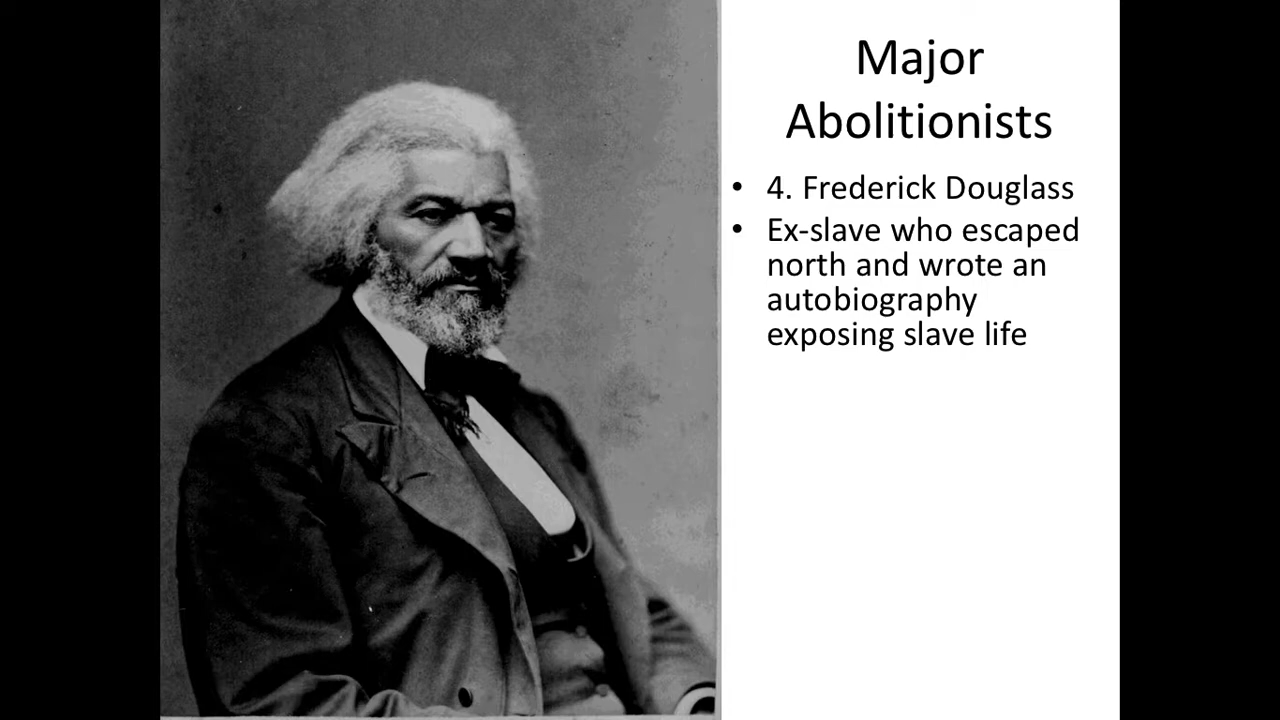 Major
Abolitionists
• 4. Frederick Douglass
• Ex-slave who escaped
north and wrote an
autobiography
exposing slave life